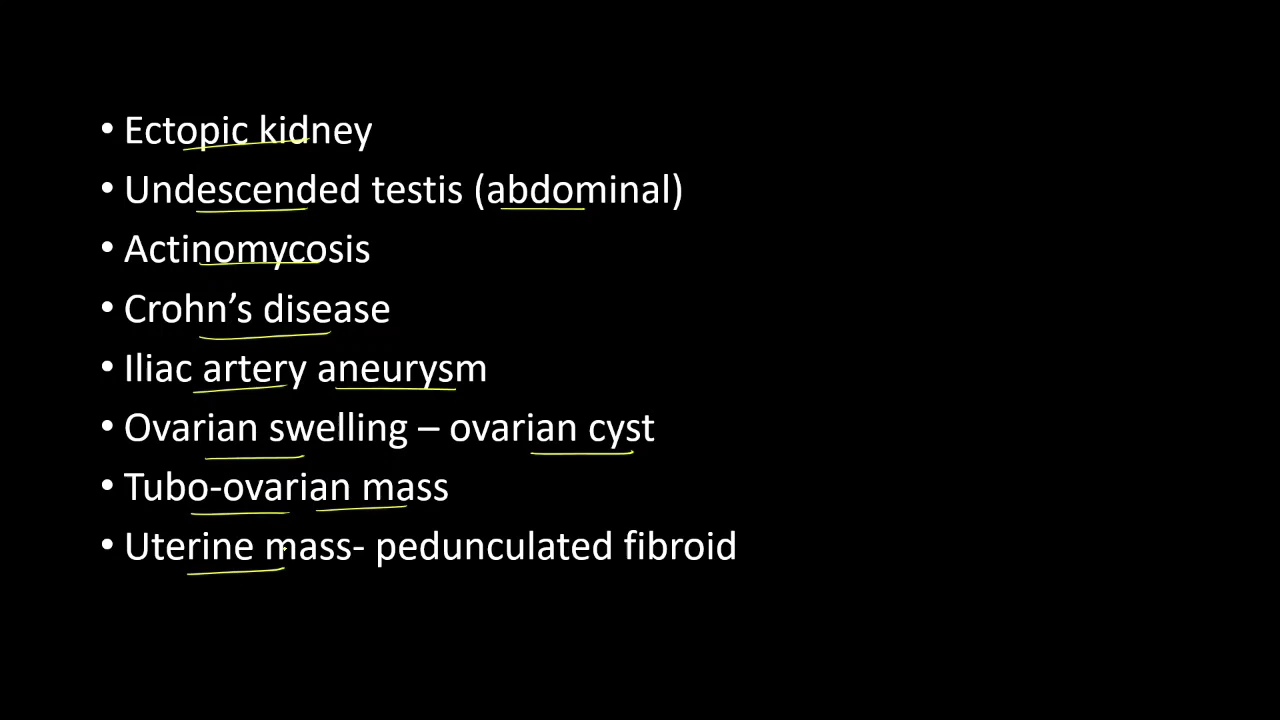 • Ectopic kidney
• Undescended testis (abdominal)
• Actinomycosis
• Crohn’s disease
• Iliac artery aneurysm
• Ovarian swelling – ovarian cyst
• Tubo-ovarian mass
• Uterine mass- pedunculated fibroid